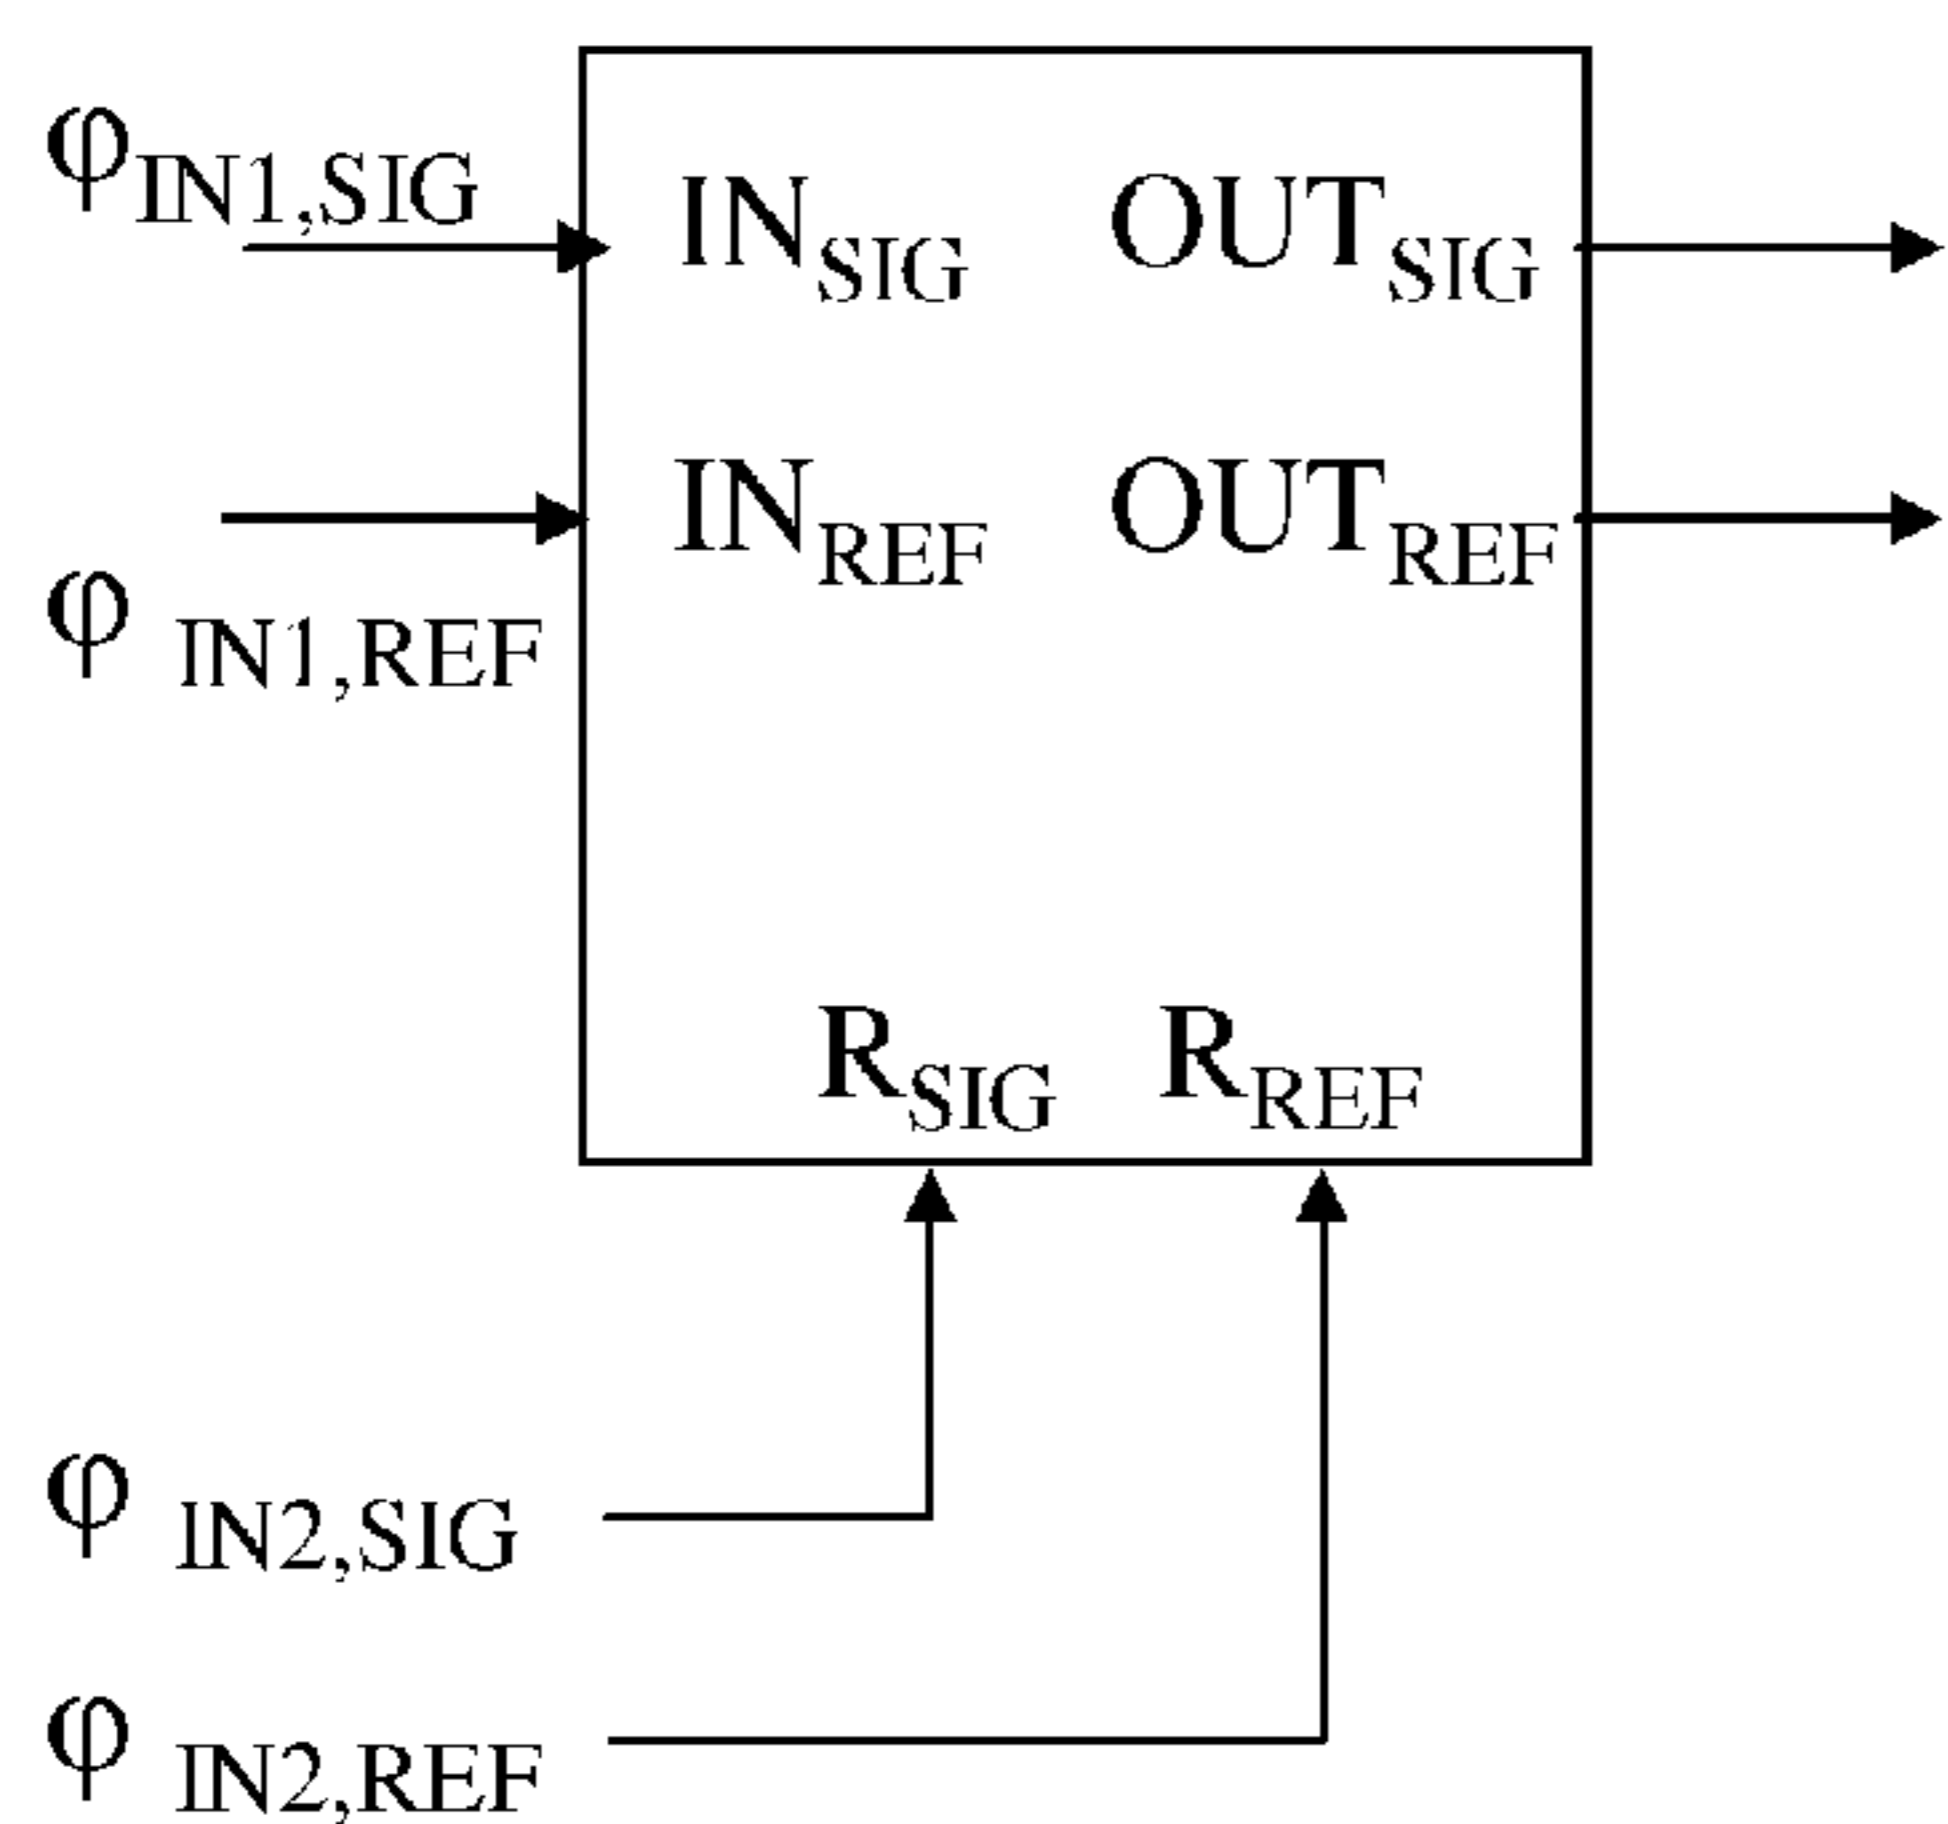 φIN1,SIG
INSIG OUTSIG
INREF OUTREF
φ IN1,REF
RSIG RREF
φ IN2,SIG
φ IN2,REF